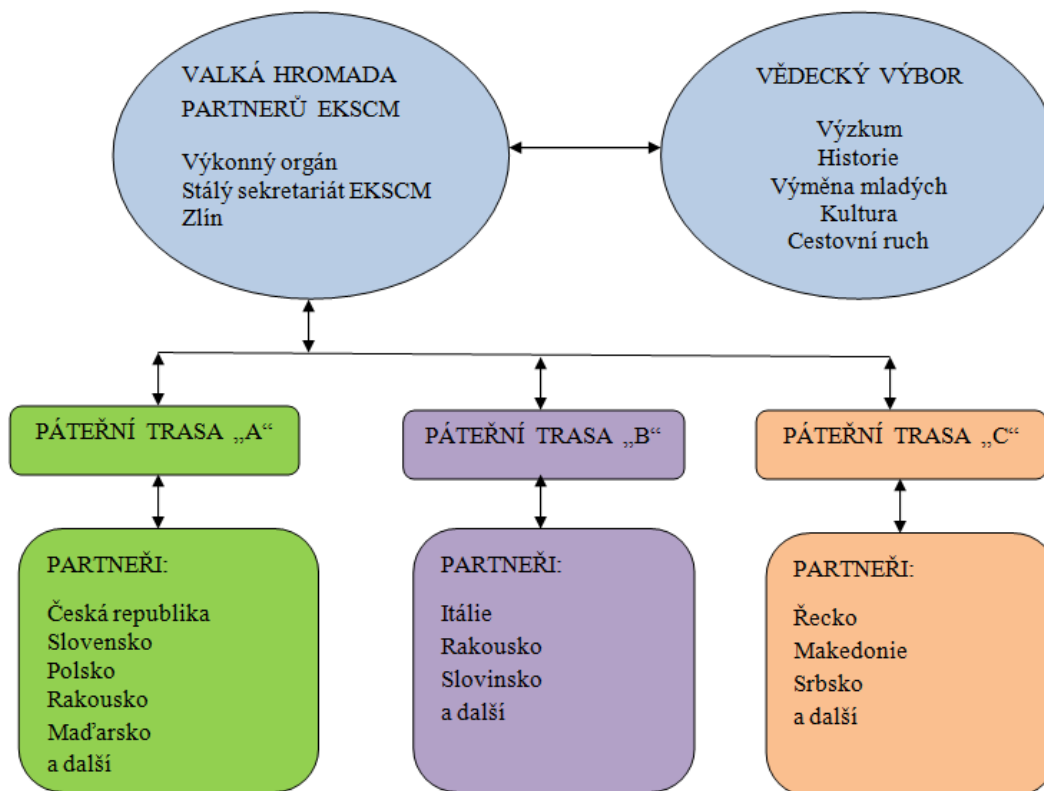 VALKÁ HROMADA
PARTNERŮ EKSCM
Výkonný orgán
Stálý sekretariát EKSCM
Zlín
VĚDECKÝ VÝBOR
Výzkum
Historie
Výměna mladých
Kultura
Cestovní ruch
PÁTEŘNÍ TRASA „A“
PÁTEŘNÍ TRASA „B“
PÁTEŘNÍ TRASA „C“
PARTNEŘI:
Česká republika
Slovensko
Polsko
Rakousko
Maďarsko
a další
PARTNEŘI:
Itálie
Rakousko
Slovinsko
a další
PARTNEŘI:
Řecko
Makedonie
Srbsko
a další